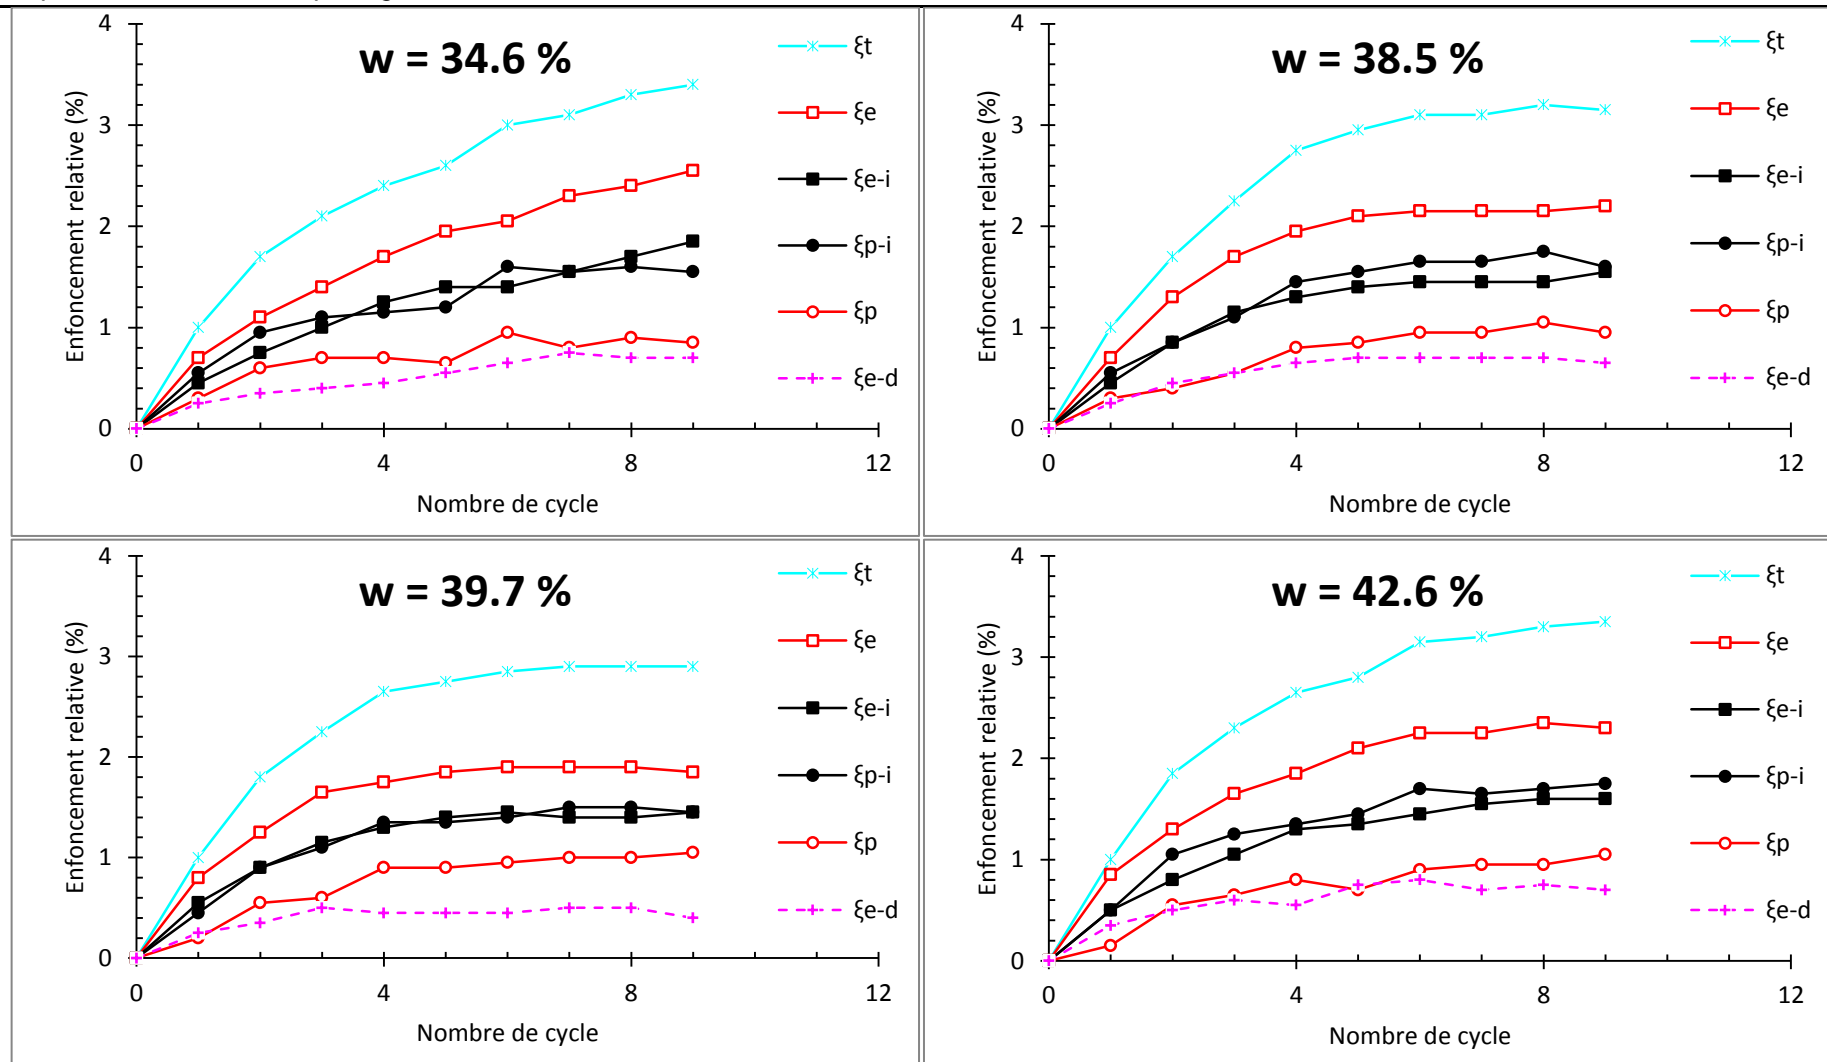 w = 34.6 %
Enfoncement relative (%)
4
3
2
1
0
0 4 8 12
Nombre de cycle
ξt
ξe
ξe-i
ξp-i
ξp
ξe-d
w = 38.5 %
Enfoncement relative (%)
4
3
2
1
0
0 4 8 12
Nombre de cycle
ξt
ξe
ξe-i
ξp-i
ξp
ξe-d
w = 39.7 %
Enfoncement relative (%)
4
3
2
1
0
0 4 8 12
Nombre de cycle
ξt
ξe
ξe-i
ξp-i
ξp
ξe-d
w = 42.6 %
Enfoncement relative (%)
4
3
2
1
0
0 4 8 12
Nombre de cycle
ξt
ξe
ξe-i
ξp-i
ξp
ξe-d